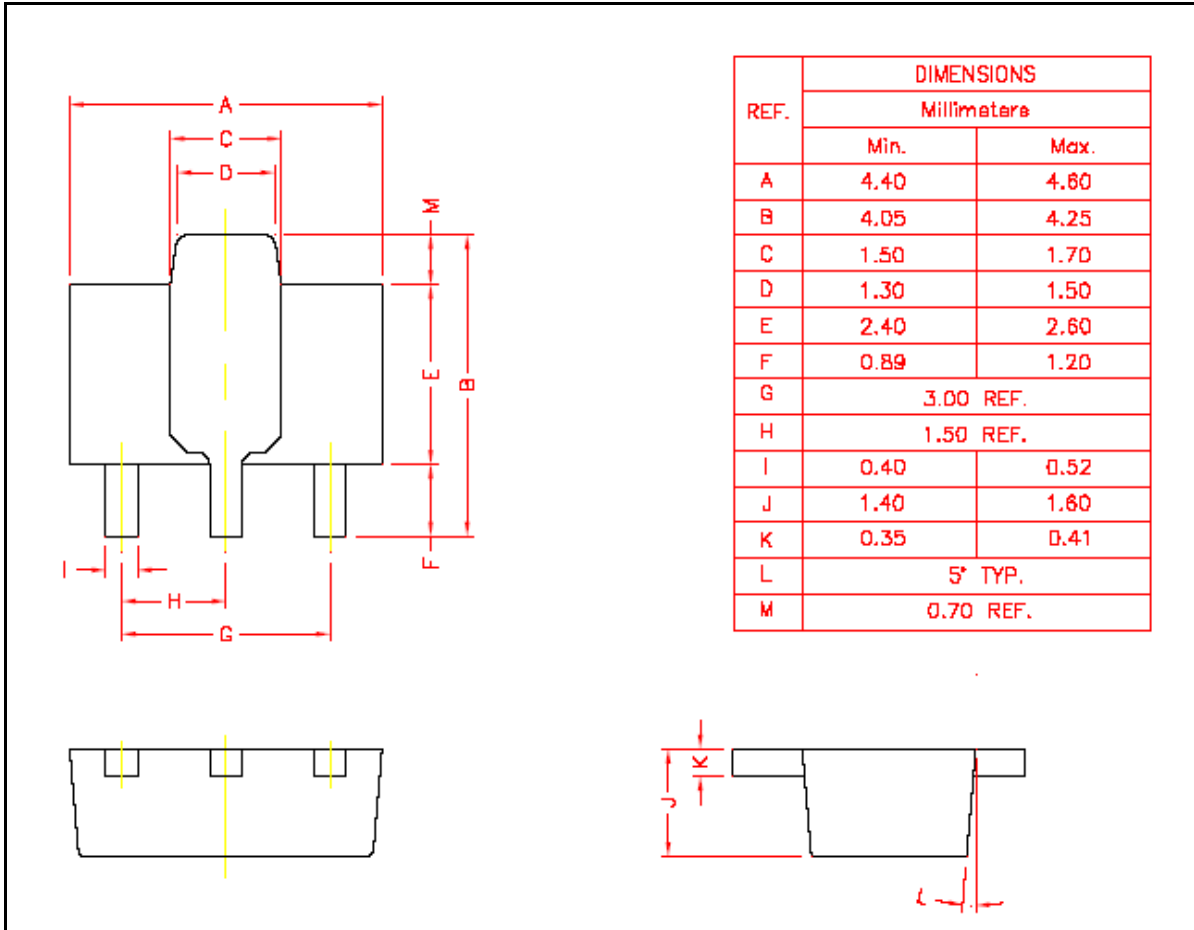 A
C
D
M
E
B
I
F
H
G
REF.
DIMENSIONS
Millimeters
Min. Max.
A 4.40 4.60
B 4.05 4.25
C 1.50 1.70
D 1.30 1.50
E 2.40 2.60
F 0.89 1.20
G 3.00 REF.
H 1.50 REF.
I 0.40 0.52
J 1.40 1.60
K 0.35 0.41
L 5° TYP.
M 0.70 REF.
K
J
L